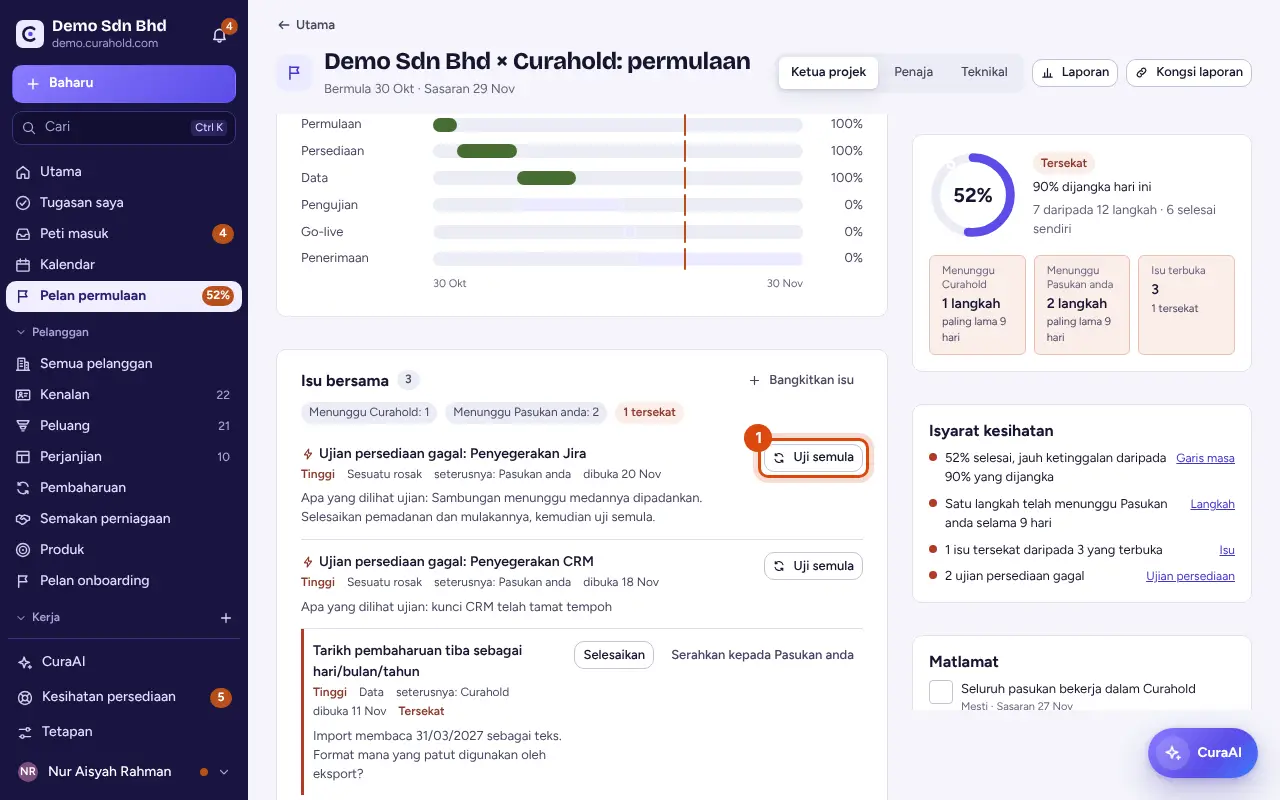 Demo Sdn Bhd
demo.curahold.com
4
Baharu
Cari
Ctrl K
Utama
Tugasan saya
Peti masuk
4
Kalendar
Pelan permulaan
52%
Pelanggan
Semua pelanggan
Kenalan
22
Peluang
21
Perjanjian
10
Pembaharuan
Semakan perniagaan
Produk
Pelan onboarding
Kerja
CuraAI
Kesihatan persediaan
5
Tetapan
NR
Nur Aisyah Rahman
Utama
Demo Sdn Bhd × Curahold: permulaan
Bermula 30 Okt · Sasaran 29 Nov
Ketua projek
Penaja
Teknikal
Laporan
Kongsi laporan
Permulaan
100%
Persediaan
100%
Data
100%
Pengujian
0%
Go-live
0%
Penerimaan
0%
30 Okt
30 Nov
Isu bersama
3
Bangkitkan isu
Menunggu Curahold: 1
Menunggu Pasukan anda: 2
1 tersekat
Ujian persediaan gagal: Penyegerakan Jira
1
Uji semula
Tinggi Sesuatu rosak seterusnya: Pasukan anda dibuka 20 Nov
Apa yang dilihat ujian: Sambungan menunggu medannya dipadankan.
Selesaikan pemadanan dan mulakannya, kemudian uji semula.
Ujian persediaan gagal: Penyegerakan CRM
Uji semula
Tinggi Sesuatu rosak seterusnya: Pasukan anda dibuka 18 Nov
Apa yang dilihat ujian: kunci CRM telah tamat tempoh
Tarikh pembaharuan tiba sebagai
hari/bulan/tahun
Selesaikan
Serahkan kepada Pasukan anda
Tinggi Data seterusnya: Curahold
dibuka 11 Nov Tersekat
Import membaca 31/03/2027 sebagai teks.
Format mana yang patut digunakan oleh
eksport?
52%
Tersekat
90% dijangka hari ini
7 daripada 12 langkah · 6 selesai
sendiri
Menunggu
Curahold
1 langkah
paling lama 9
hari
Menunggu
Pasukan anda
2 langkah
paling lama 9
hari
Isu terbuka
3
1 tersekat
Isyarat kesihatan
52% selesai, jauh ketinggalan daripada
90% yang dijangka
Garis masa
Satu langkah telah menunggu Pasukan
anda selama 9 hari
Langkah
1 isu tersekat daripada 3 yang terbuka
Isu
2 ujian persediaan gagal
Ujian persediaan
Matlamat
Seluruh pasukan bekerja dalam Curahold
Mesti · Sasaran 27 Nov
CuraAI